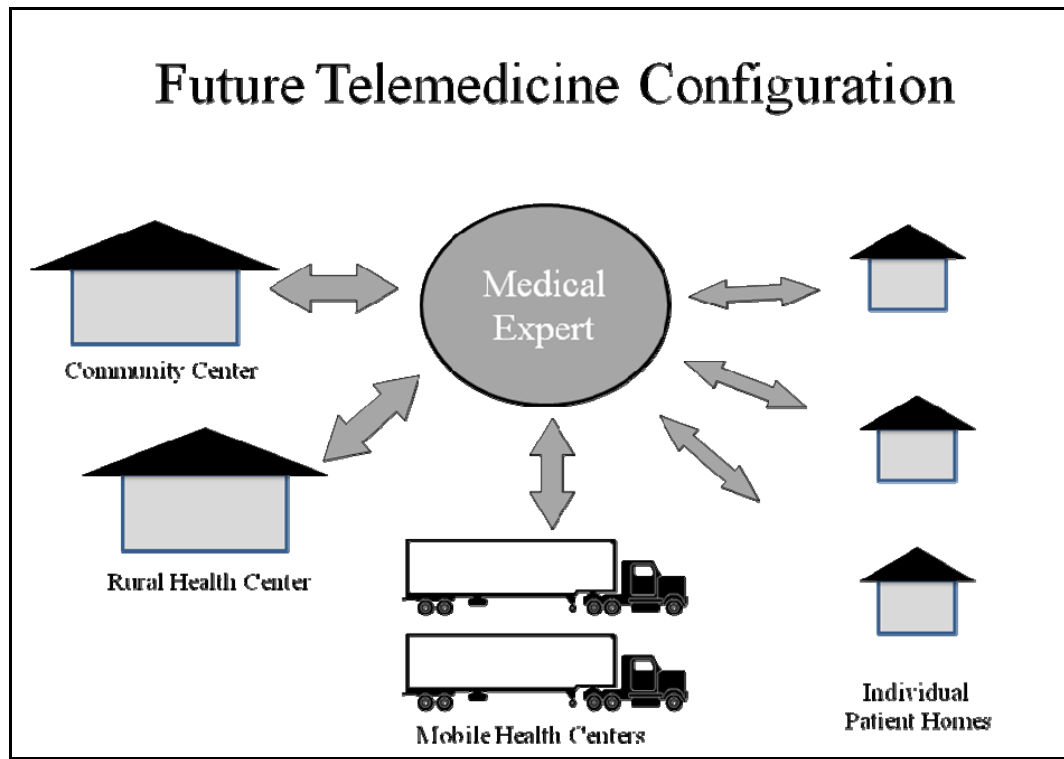 Future Telemedicine Configuration
Medical
Expert
Community Center
Rural Health Center
Mobile Health Centers
Individual
Patient Homes